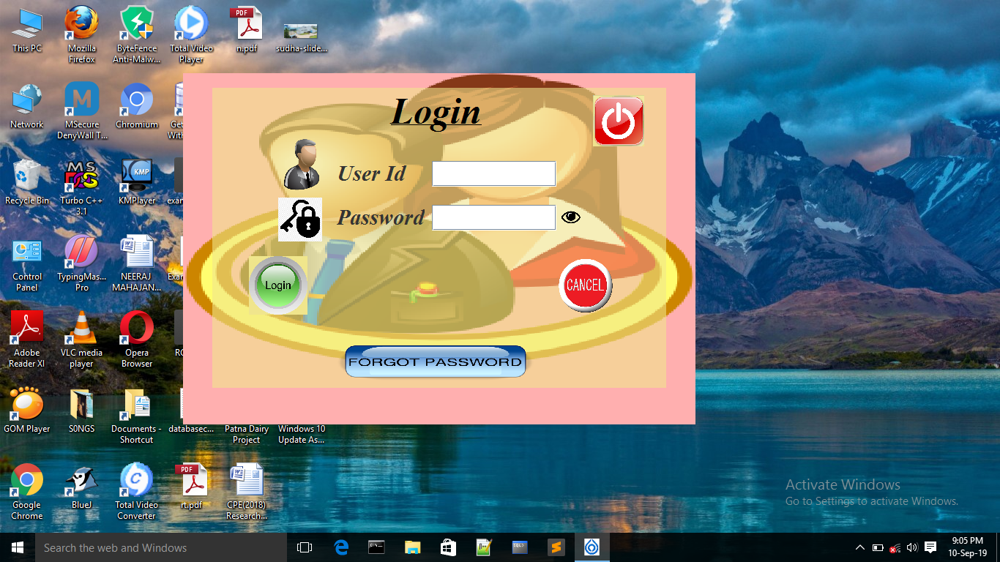 This PC
Mozilla
Firefox
ByteFence
Anti-Malw...
Total Video
Player
PDF
n.pdf
sudha-slide...
Network
M
MSecure
DenyWall T...
Chromium
Get
With
Recycle Bin
MS
Turbo C++
3.1
KMP
KMPlayer
exan
Control
Panel
TypingMas...
Pro
NEERAJ
MAHAJAN...
Exar
Adobe
Reader XI
VLC media
player
Opera
Browser
RC
GOM Player
S0NGS
Documents -
Shortcut
databasec...
Patna Dairy
Project
Windows 10
Update As...
Google
Chrome
BlueJ
Total Video
Converter
PDF
rt.pdf
CPE(2018)
Research...
Login
User Id
Password
Login
CANCEL
FORGOT PASSWORD
Activate Windows
Go to Settings to activate Windows.
Search the web and Windows
9:05 PM
10-Sep-19